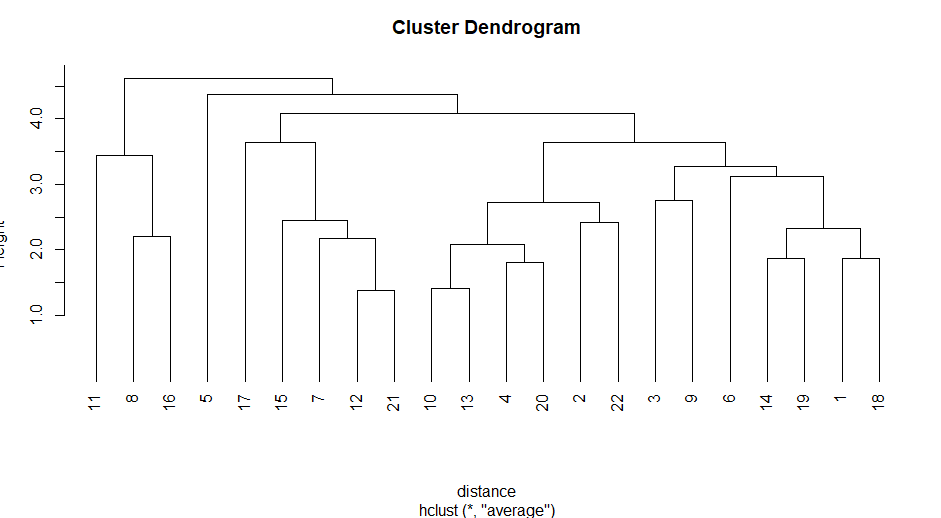 Cluster Dendrogram
4.0
3.0
2.0
1.0
11 8 16 5 17 15 7 12 21 10 13 4 20 2 22 3 9 6 14 19 1 18
distance
hclust (*, "average")